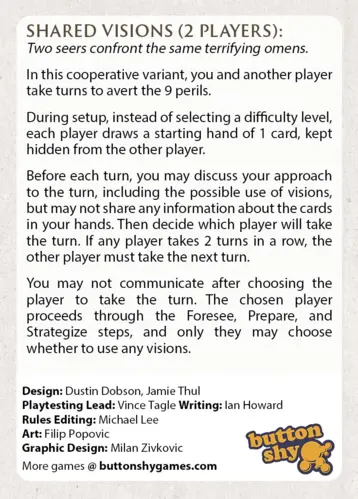 SHARED VISIONS (2 PLAYERS):
Two seers confront the same terrifying omens.
In this cooperative variant, you and another player
take turns to avert the 9 perils.
During setup, instead of selecting a difficulty level,
each player draws a starting hand of 1 card, kept
hidden from the other player.
Before each turn, you may discuss your approach
to the turn, including the possible use of visions,
but may not share any information about the cards
in your hands. Then decide which player will take
the turn. If any player takes 2 turns in a row, the
other player must take the next turn.
You may not communicate after choosing the
player to take the turn. The chosen player
proceeds through the Foresee, Prepare, and
Strategize steps, and only they may choose
whether to use any visions.
Design: Dustin Dobson, Jamie Thul
Playtesting Lead: Vince Tagle Writing: Ian Howard
Rules Editing: Michael Lee
Art: Filip Popovic
Graphic Design: Milan Zivkovic
More games @ buttonshygames.com
button
shy